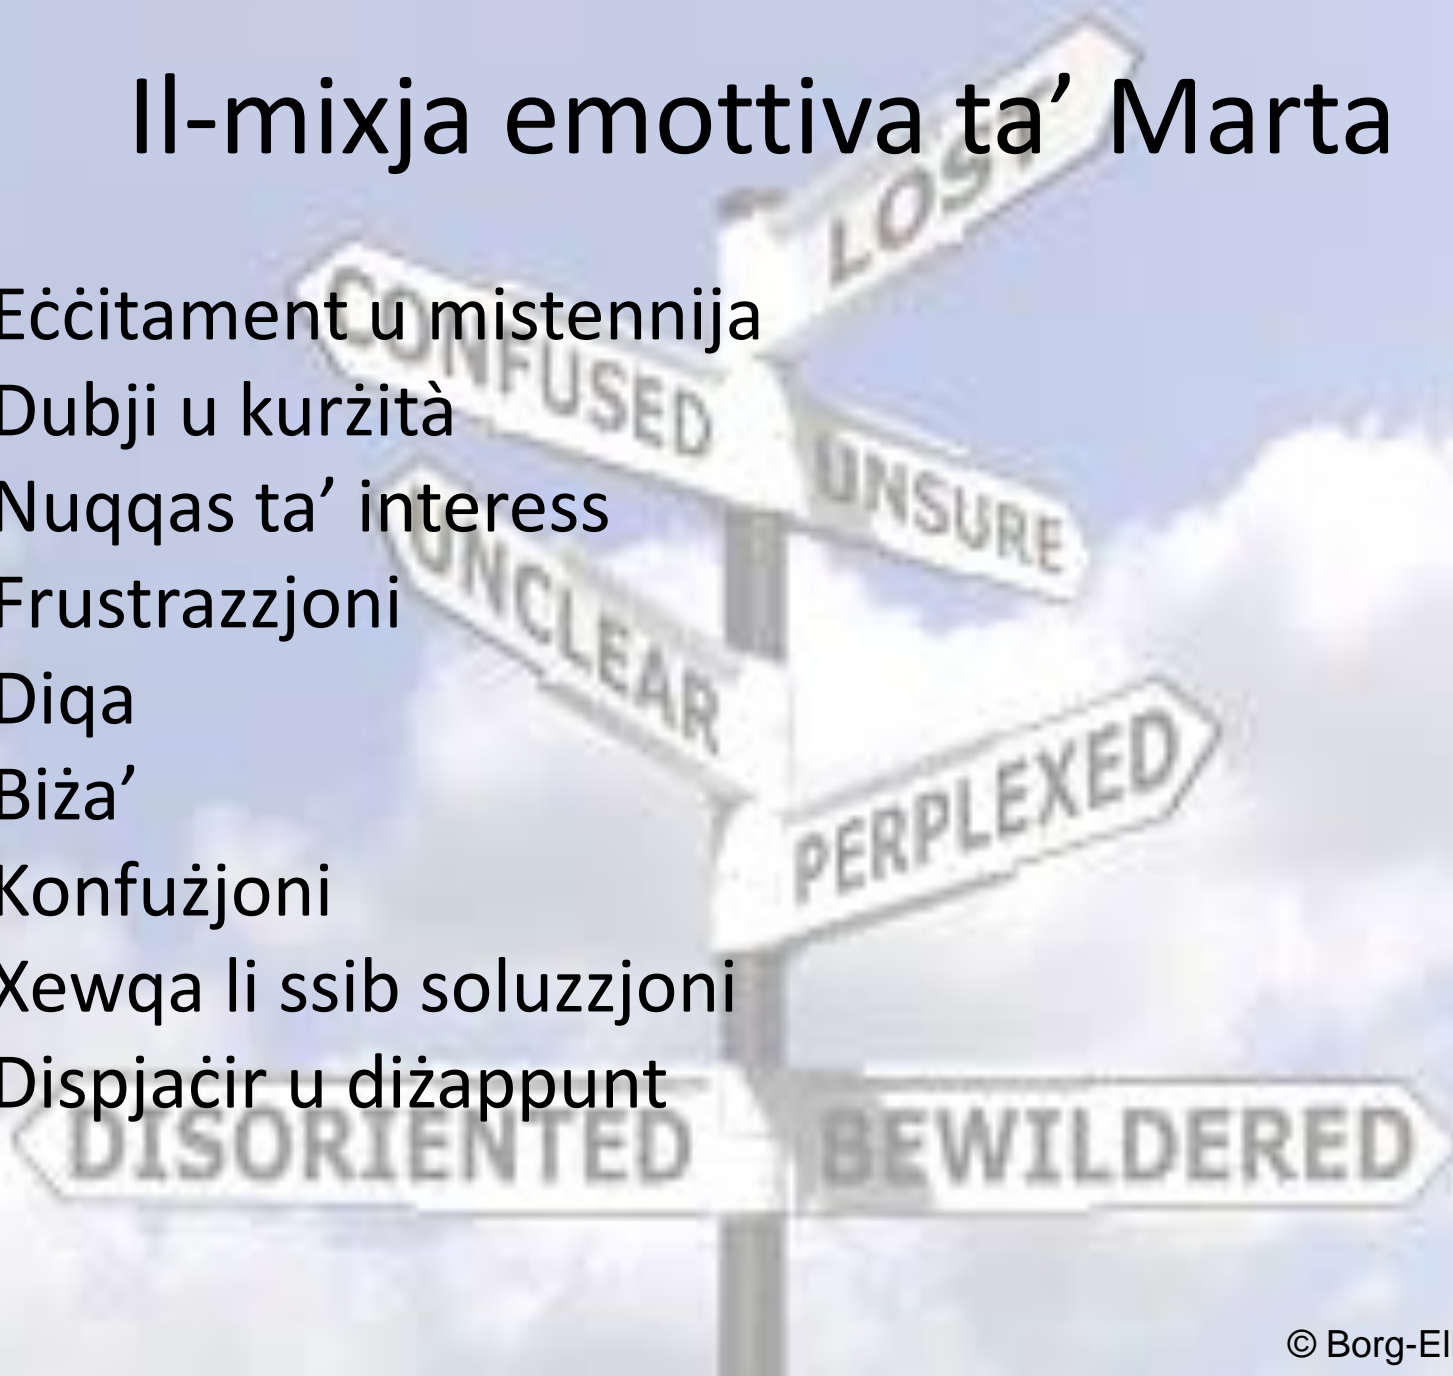 Il-mixja emottiva ta’ Marta
Eċċitament u mistennija
Dubji u kurżità
Nuqqas ta’ interess
Frustrazzjoni
Diqa
Biża’
Konfużjoni
Xewqa li ssib soluzzjoni
Dispjaċir u diżappunt
LOST
CONFUSED
UNSURE
UNCLEAR
PERPLEXED
DISORIENTED
BEWILDERED
© Borg-El